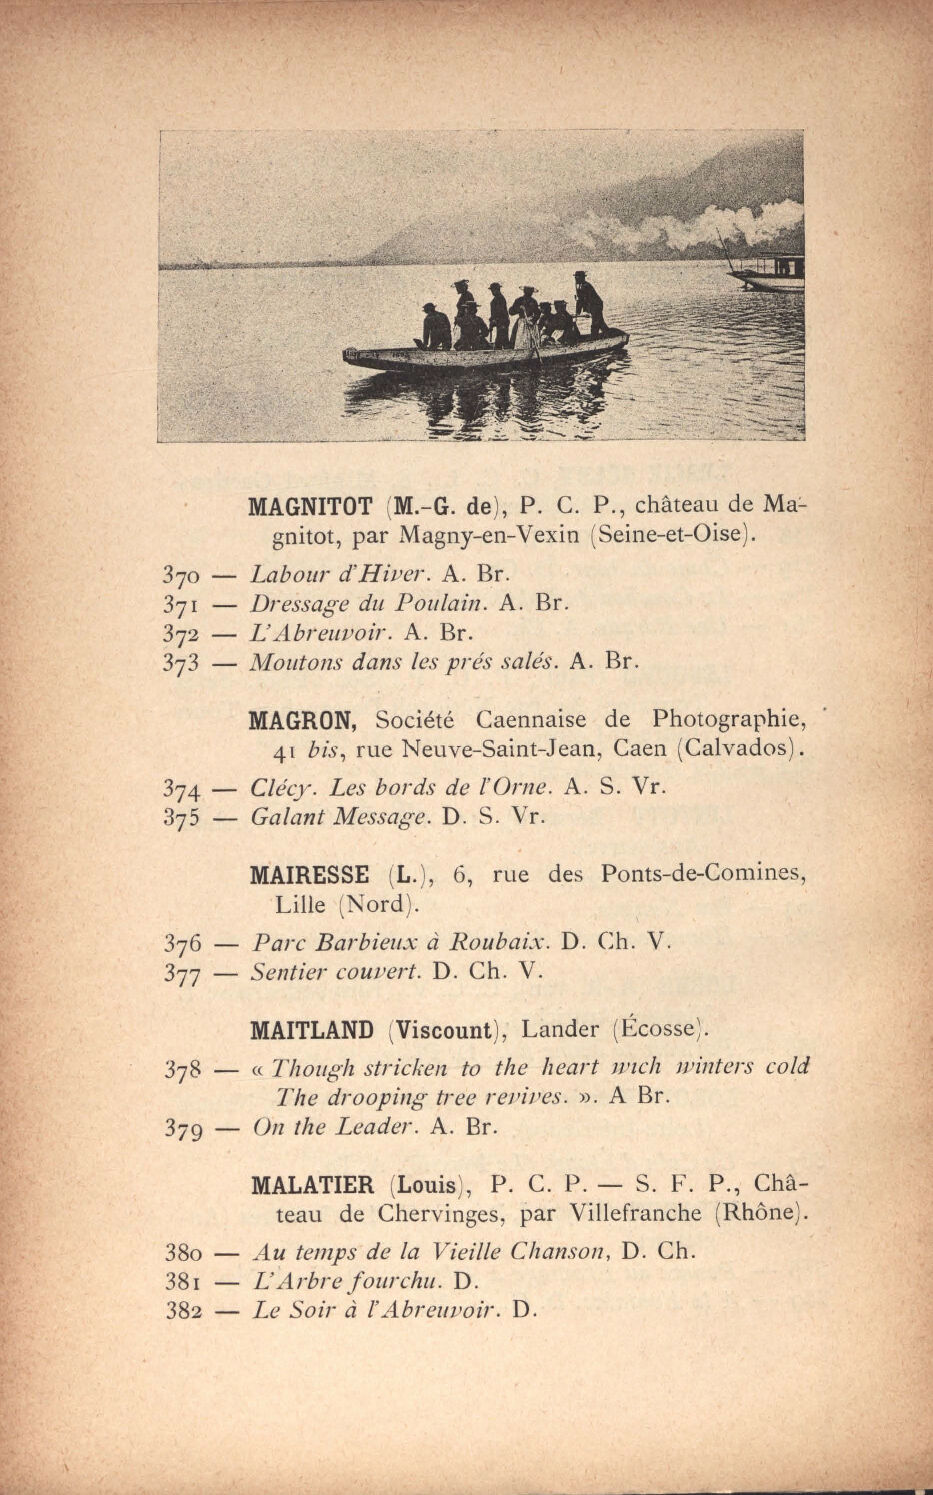 MAGNITOT (M.-G. de), P. C. P., château de Ma-
gnitot, par Magny-en-Vexin (Seine-et-Oise).
370 — Labour d'Hiver. A. Br.
371 — Dressage du Poulain. A. Br.
372 — L'Abreuvoir. A. Br.
373 — Moutons dans les prés salés. A. Br.
MAGRON, Société Caennaise de Photographie,
41 bis, rue Neuve-Saint-Jean, Caen (Calvados).
374 — Clécy. Les bords de l'Orne. A. S. Vr.
375 — Galant Message. D. S. Vr.
MAIRESSE (L.), 6, rue des Ponts-de-Comines,
Lille (Nord).
376 — Parc Barbieux à Roubaix. D. Ch. V.
377 — Sentier couvert. D. Ch. V.
MAITLAND (Viscount), Lander (Écosse).
378 — « Though stricken to the heart wich winters cold
The drooping tree revives. ». A Br.
379 — On the Leader. A. Br.
MALATIER (Louis), P. C. P. — S. F. P., Châ-
teau de Chervinges, par Villefranche (Rhône).
380 — Au temps de la Vieille Chanson, D. Ch.
381 — L'Arbre fourchu. D.
382 — Le Soir à l'Abreuvoir. D.